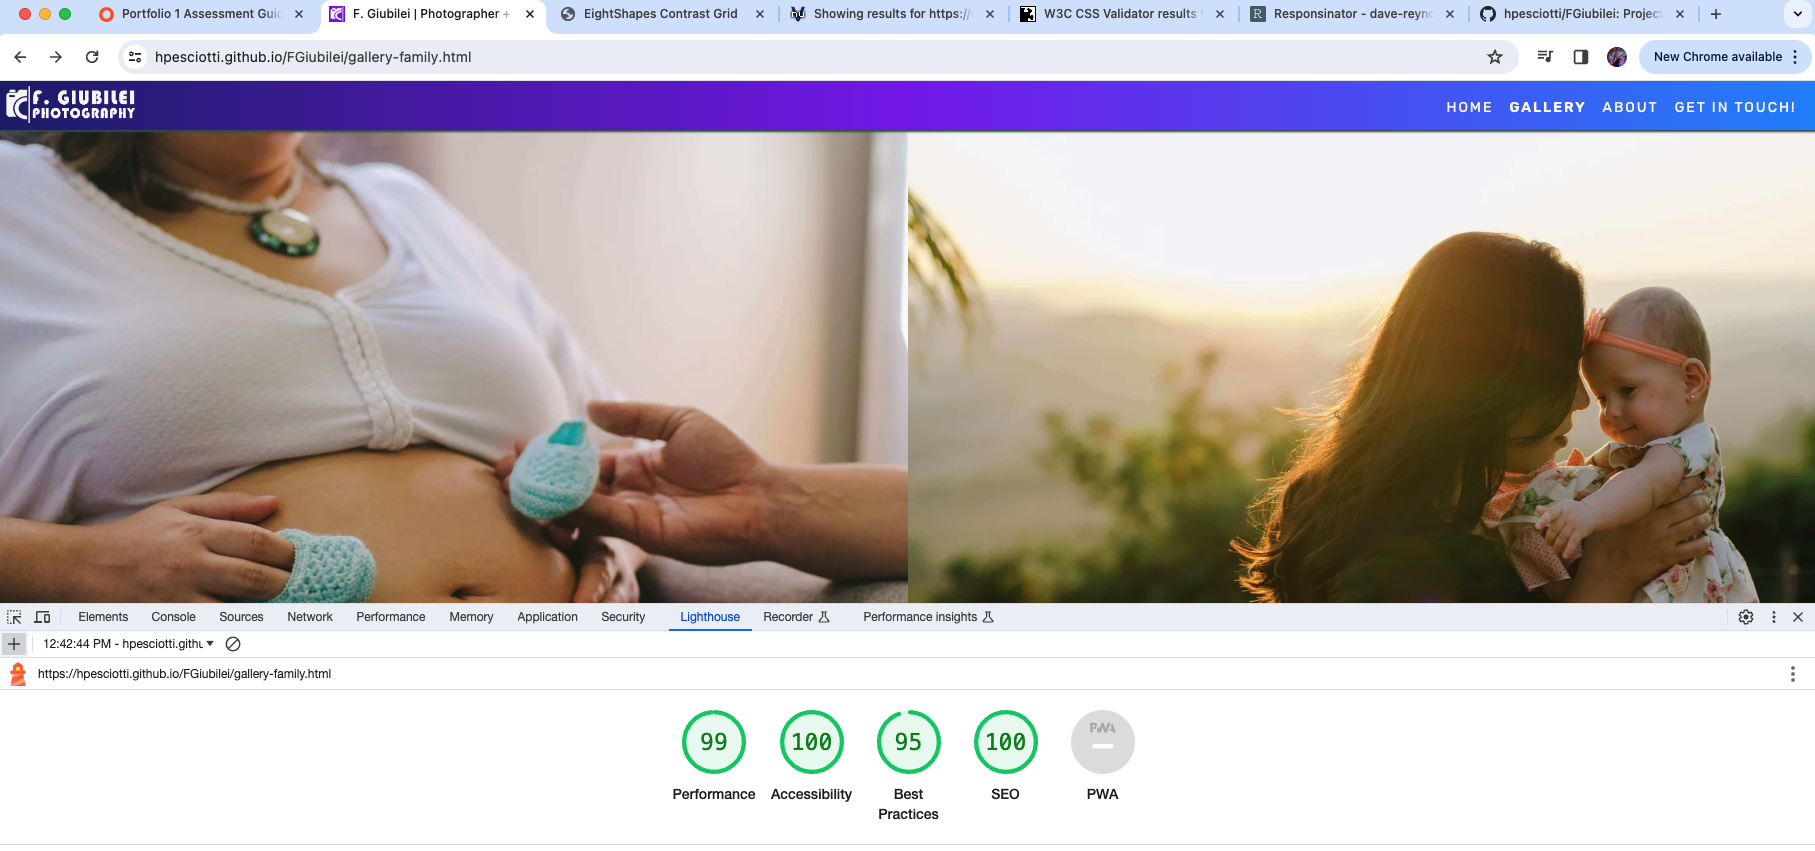 Portfolio 1 Assessment Guid
F. Giubilei | Photographer +
EightShapes Contrast Grid
Showing results for https://
W3C CSS Validator results f
Responsinator - dave-reyno
hpesciotti/FGiubilei: Project
hpesciotti.github.io/FGiubilei/gallery-family.html
New Chrome available
F. GIUBILEI
PHOTOGRAPHY
HOME GALLERY ABOUT GET IN TOUCH!
Elements Console Sources Network Performance Memory Application Security Lighthouse Recorder Performance insights
12:42:44 PM - hpesciotti.githu
https://hpesciotti.github.io/FGiubilei/gallery-family.html
99 100 95 100 PWA
Performance Accessibility Best Practices SEO PWA